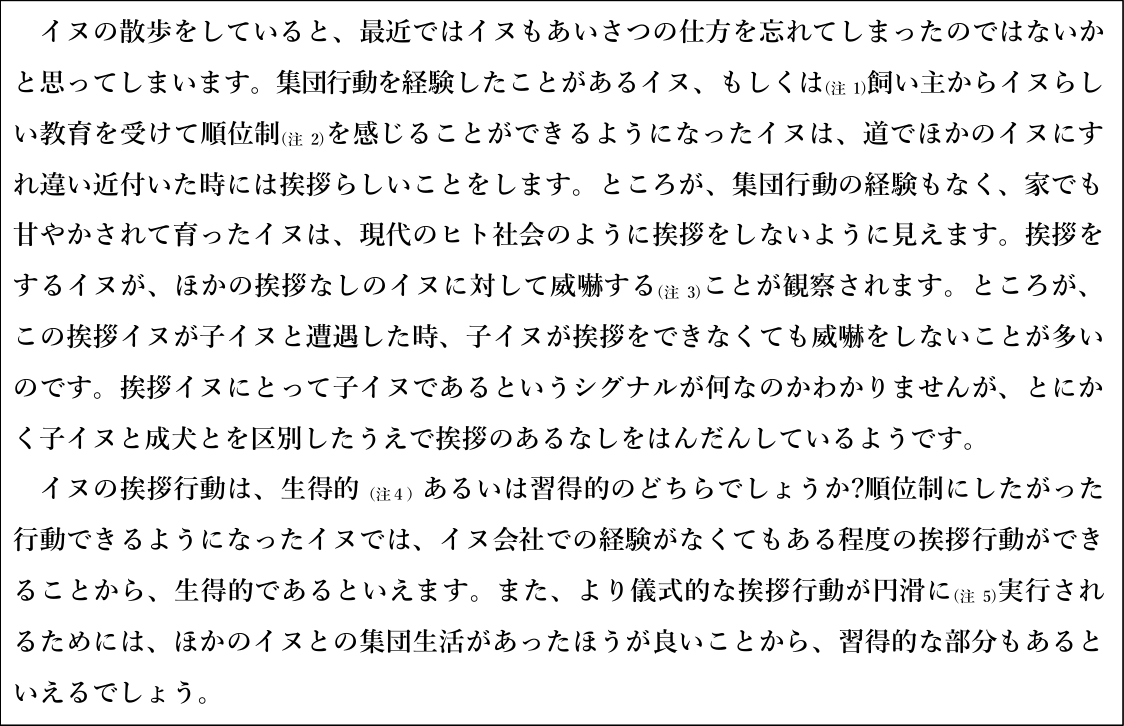 イヌの散歩をしていると、最近ではイヌもあいさつの仕方を忘れてしまったのではないか
と思ってしまいます。集団行動を経験したことがあるイヌ、もしくは(注 1)飼い主からイヌらし
い教育を受けて順位制(注 2)を感じることができるようになったイヌは、道でほかのイヌにす
れ違い近付いた時には挨拶らしいことをします。ところが、集団行動の経験もなく、家でも
甘やかされて育ったイヌは、現代のヒト社会のように挨拶をしないように見えます。挨拶を
するイヌが、ほかの挨拶なしのイヌに対して威嚇する(注 3)ことが観察されます。ところが、
この挨拶イヌが子イヌと遭遇した時、子イヌが挨拶をできなくても威嚇をしないことが多い
のです。挨拶イヌにとって子イヌであるというシグナルが何なのかわかりませんが、とにか
く子イヌと成犬とを区別したうえで挨拶のあるなしをはんだんしているようです。
イヌの挨拶行動は、生得的 (注4) あるいは習得的のどちらでしょうか?順位制にしたがった
行動できるようになったイヌでは、イヌ会社での経験がなくてもある程度の挨拶行動ができ
ることから、生得的であるといえます。また、より儀式的な挨拶行動が円滑に(注 5)実行され
るためには、ほかのイヌとの集団生活があったほうが良いことから、習得的な部分もあると
いえるでしょう。